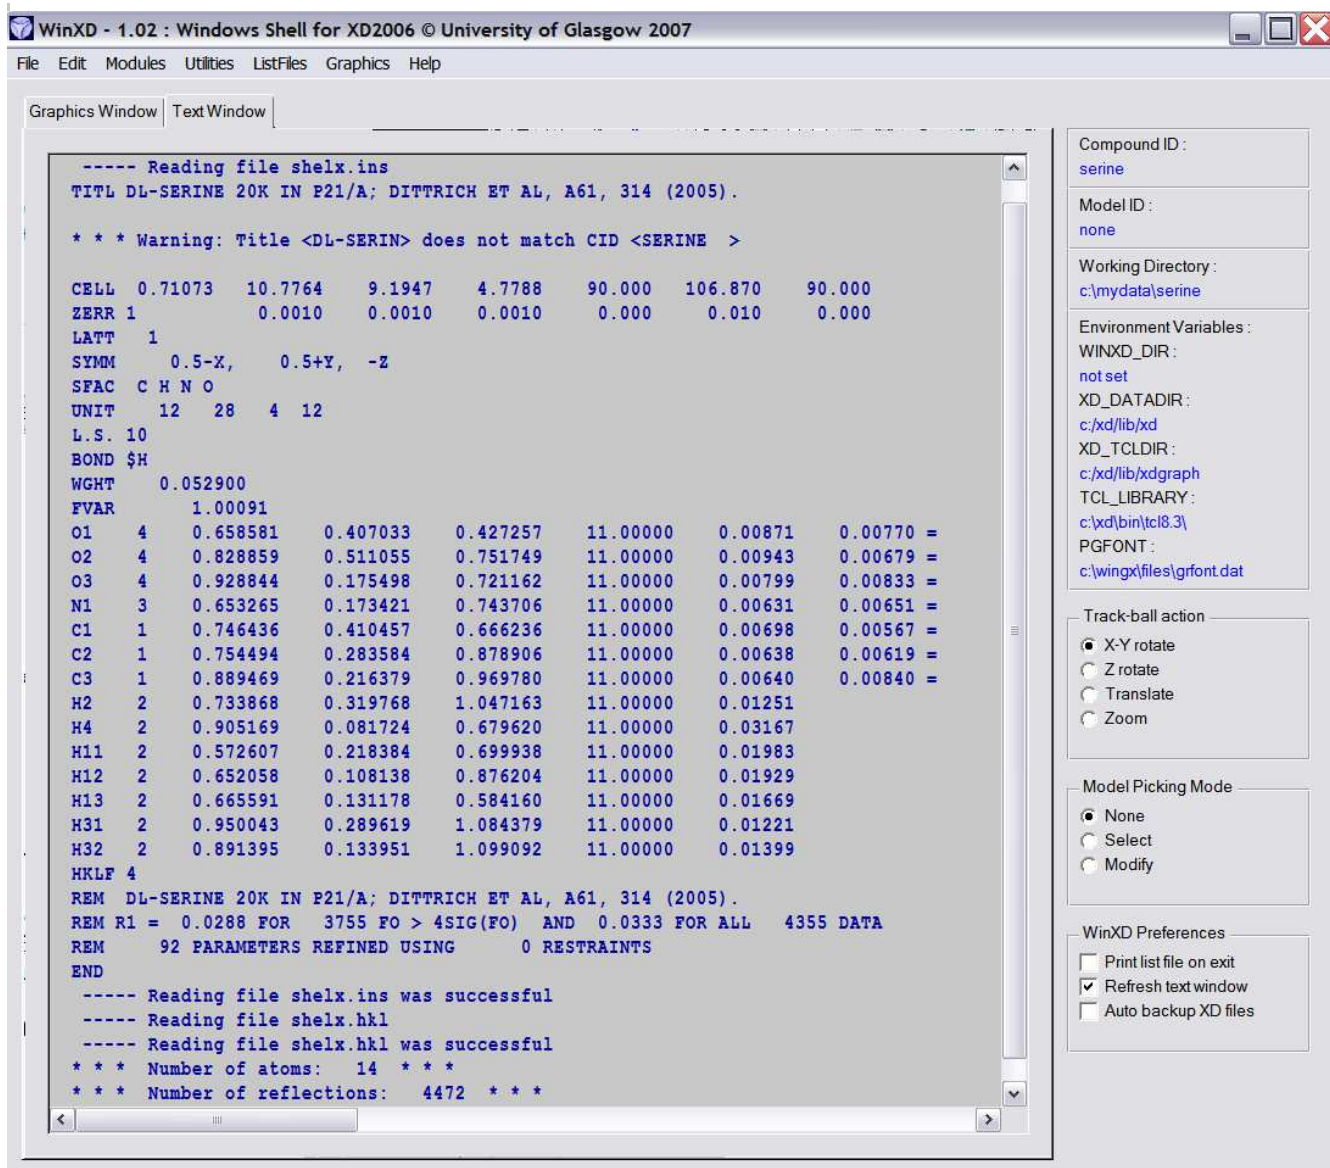 WinXD - 1.02 : Windows Shell for XD2006 © University of Glasgow 2007
File Edit Modules Utilities ListFiles Graphics Help
Graphics Window Text Window
----- Reading file shelx.ins
TITL DL-SERINE 20K IN P21/A; DITTRICH ET AL, A61, 314 (2005).
* * * Warning: Title <DL-SERIN> does not match CID <SERINE >
CELL 0.71073 10.7764 9.1947 4.7788 90.000 106.870 90.000
ZERR 1 0.0010 0.0010 0.0010 0.000 0.010 0.000
LATT 1
SYMM 0.5-X, 0.5+Y, -Z
SFAC C H N O
UNIT 12 28 4 12
L.S. 10
BOND $H
WGHT 0.052900
FVAR 1.00091
O1 4 0.658581 0.407033 0.427257 11.00000 0.00871 0.00770 =
O2 4 0.828859 0.511055 0.751749 11.00000 0.00943 0.00679 =
O3 4 0.928844 0.175498 0.721162 11.00000 0.00799 0.00833 =
N1 3 0.653265 0.173421 0.743706 11.00000 0.00631 0.00651 =
C1 1 0.746436 0.410457 0.666236 11.00000 0.00698 0.00567 =
C2 1 0.754494 0.283584 0.878906 11.00000 0.00638 0.00619 =
C3 1 0.889469 0.216379 0.969780 11.00000 0.00640 0.00840 =
H2 2 0.733868 0.319768 1.047163 11.00000 0.01251
H4 2 0.905169 0.081724 0.679620 11.00000 0.03167
H11 2 0.572607 0.218384 0.699938 11.00000 0.01983
H12 2 0.652058 0.108138 0.876204 11.00000 0.01929
H13 2 0.665591 0.131178 0.584160 11.00000 0.01669
H31 2 0.950043 0.289619 1.084379 11.00000 0.01221
H32 2 0.891395 0.133951 1.099092 11.00000 0.01399
HKLF 4
REM DL-SERINE 20K IN P21/A; DITTRICH ET AL, A61, 314 (2005).
REM R1 = 0.0288 FOR 3755 FO > 4SIG(FO) AND 0.0333 FOR ALL 4355 DATA
REM 92 PARAMETERS REFINED USING 0 RESTRAINTS
END
----- Reading file shelx.ins was successful
----- Reading file shelx.hkl
----- Reading file shelx.hkl was successful
* * * Number of atoms: 14 * * *
* * * Number of reflections: 4472 * * *
Compound ID :
serine
Model ID :
none
Working Directory :
c:\mydata\serine
Environment Variables :
WINXD_DIR :
not set
XD_DATADIR :
c:/xd/lib/xd
XD_TCLDIR :
c:/xd/lib/xdgraph
TCL_LIBRARY :
c:\xd\bin\tcl8.3\
PGFONT :
c:\wingx\files\grfont.dat
Track-ball action
X-Y rotate
Z rotate
Translate
Zoom
Model Picking Mode
None
Select
Modify
WinXD Preferences
Print list file on exit
Refresh text window
Auto backup XD files